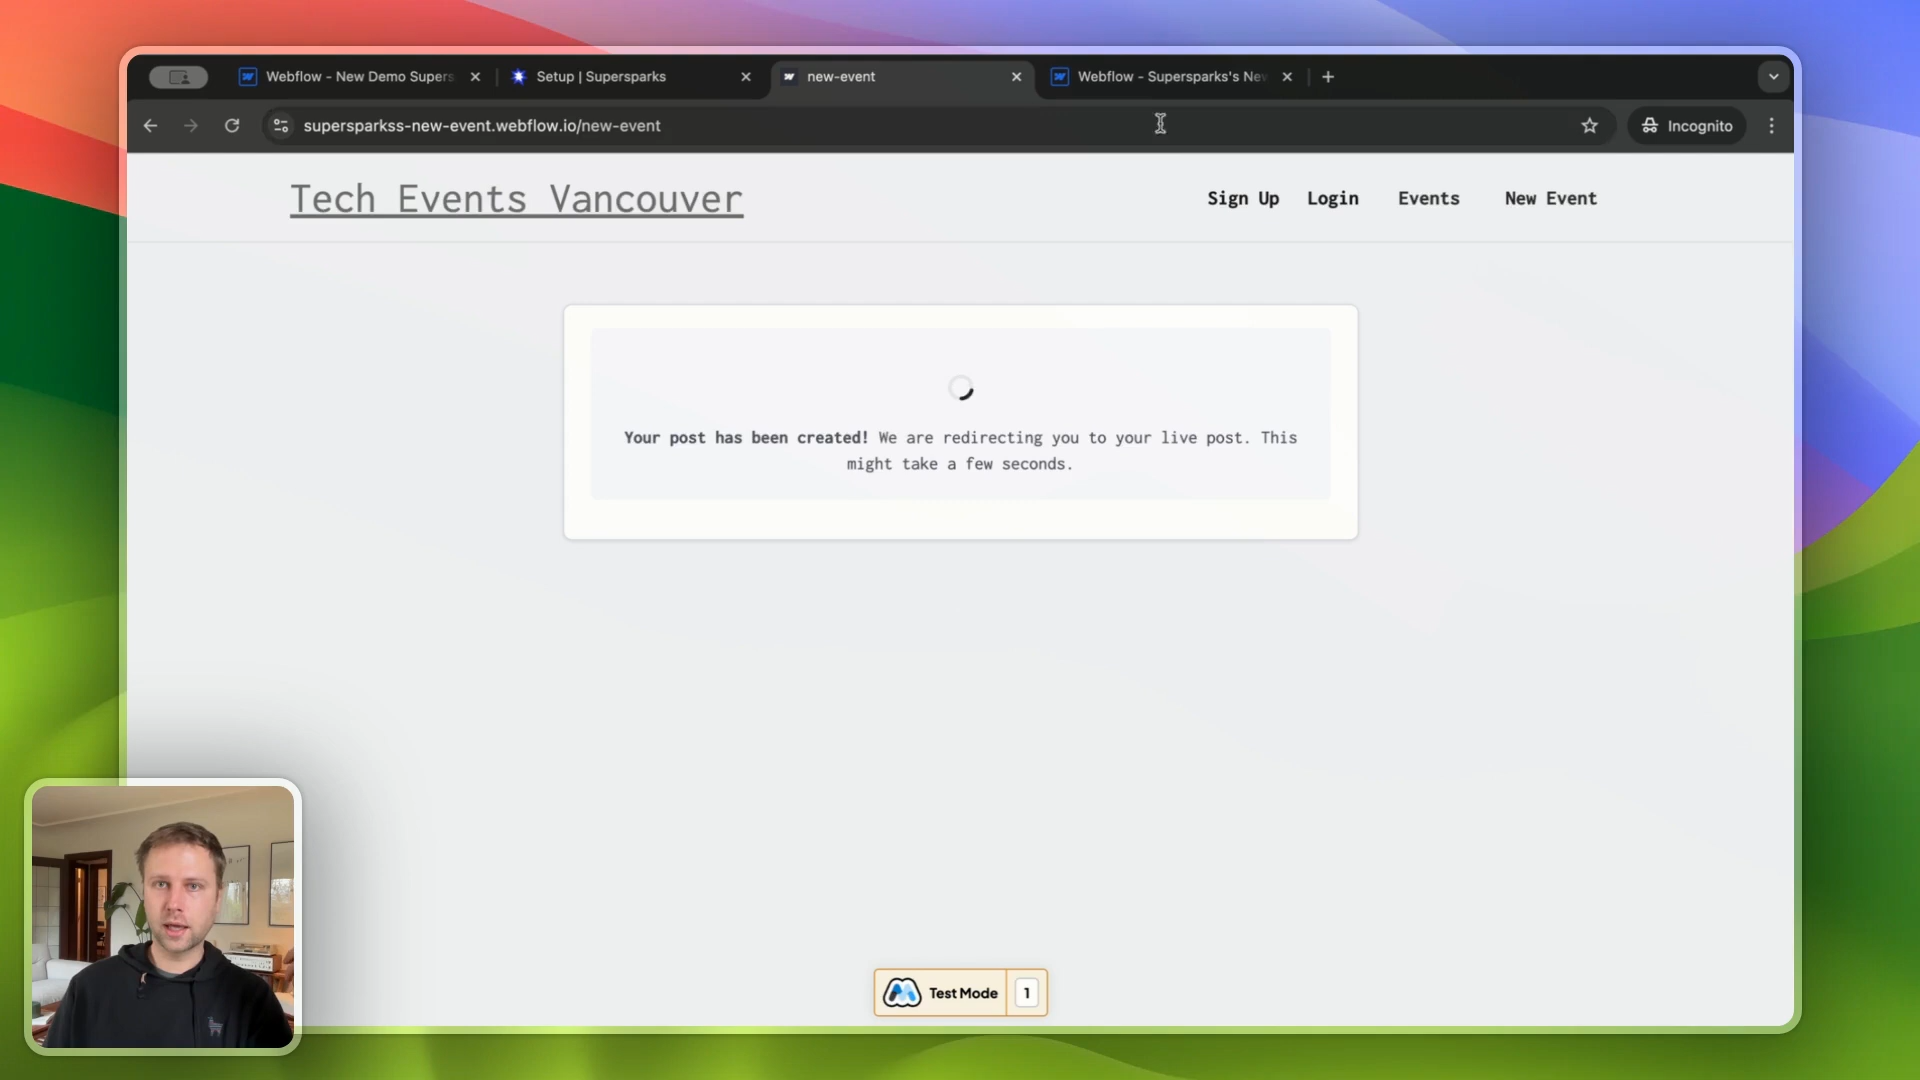 Webflow - New Demo Supers
Setup | Supersparks
new-event
Webflow - Supersparks's Nev
supersparkss-new-event.webflow.io/new-event
Incognito
Tech Events Vancouver
Sign Up
Login
Events
New Event
Your post has been created! We are redirecting you to your live post. This
might take a few seconds.
Test Mode
1